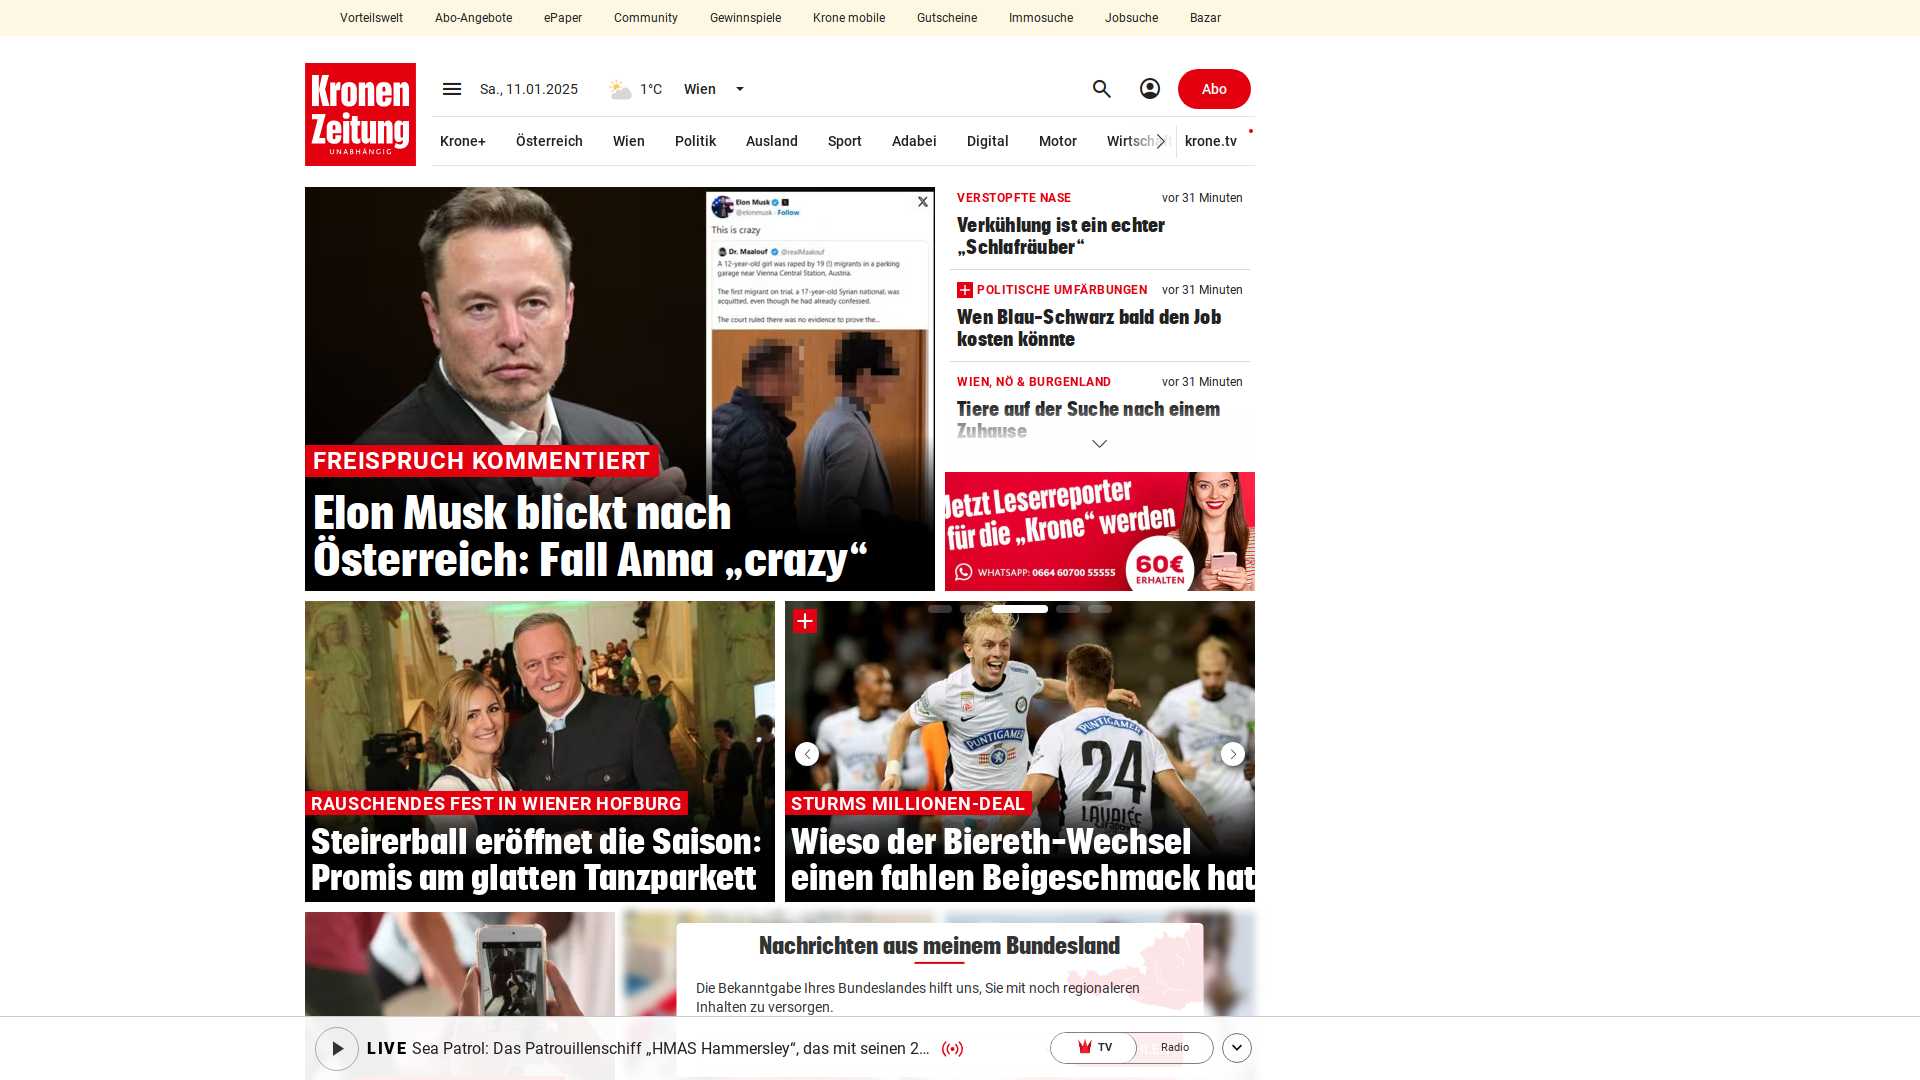 Vorteilswelt Abo-Angebote ePaper Community Gewinnspiele Krone mobile Gutscheine Immosuche Jobsuche Bazar
Kronen
Zeitung
UNABHÄNGIG
Sa., 11.01.2025 1°C Wien
Abo
Krone+ Österreich Wien Politik Ausland Sport Adabei Digital Motor Wirtschaft krone.tv
Elon Musk
@elonmusk · Follow
This is crazy
Dr. Maalouf @realMaalouf
A 12-year-old girl was raped by 19 (!) migrants in a parking
garage near Vienna Central Station, Austria.
The first migrant on trial, a 17-year-old Syrian national, was
acquitted, even though he had already confessed.
The court ruled there was no evidence to prove the...
FREISPRUCH KOMMENTIERT
Elon Musk blickt nach
Österreich: Fall Anna „crazy“
VERSTOPFTE NASE vor 31 Minuten
Verkühlung ist ein echter
„Schlafräuber“
POLITISCHE UMFÄRBUNGEN vor 31 Minuten
Wen Blau-Schwarz bald den Job
kosten könnte
WIEN, NÖ & BURGENLAND vor 31 Minuten
Tiere auf der Suche nach einem
Zuhause
Jetzt Leserreporter
für die „Krone“ werden
WHATSAPP: 0664 60700 55555
60€
ERHALTEN
RAUSCHENDES FEST IN WIENER HOFBURG
Steirerball eröffnet die Saison:
Promis am glatten Tanzparkett
PUNTIGAMER
PUNTIGAMER
24
LAVALÉE
STURMS MILLIONEN-DEAL
Wieso der Biereth-Wechsel
einen fahlen Beigeschmack hat
Nachrichten aus meinem Bundesland
Die Bekanntgabe Ihres Bundeslandes hilft uns, Sie mit noch regionaleren
Inhalten zu versorgen.
LIVE Sea Patrol: Das Patrouillenschiff „HMAS Hammersley“, das mit seinen 2...
TV Radio